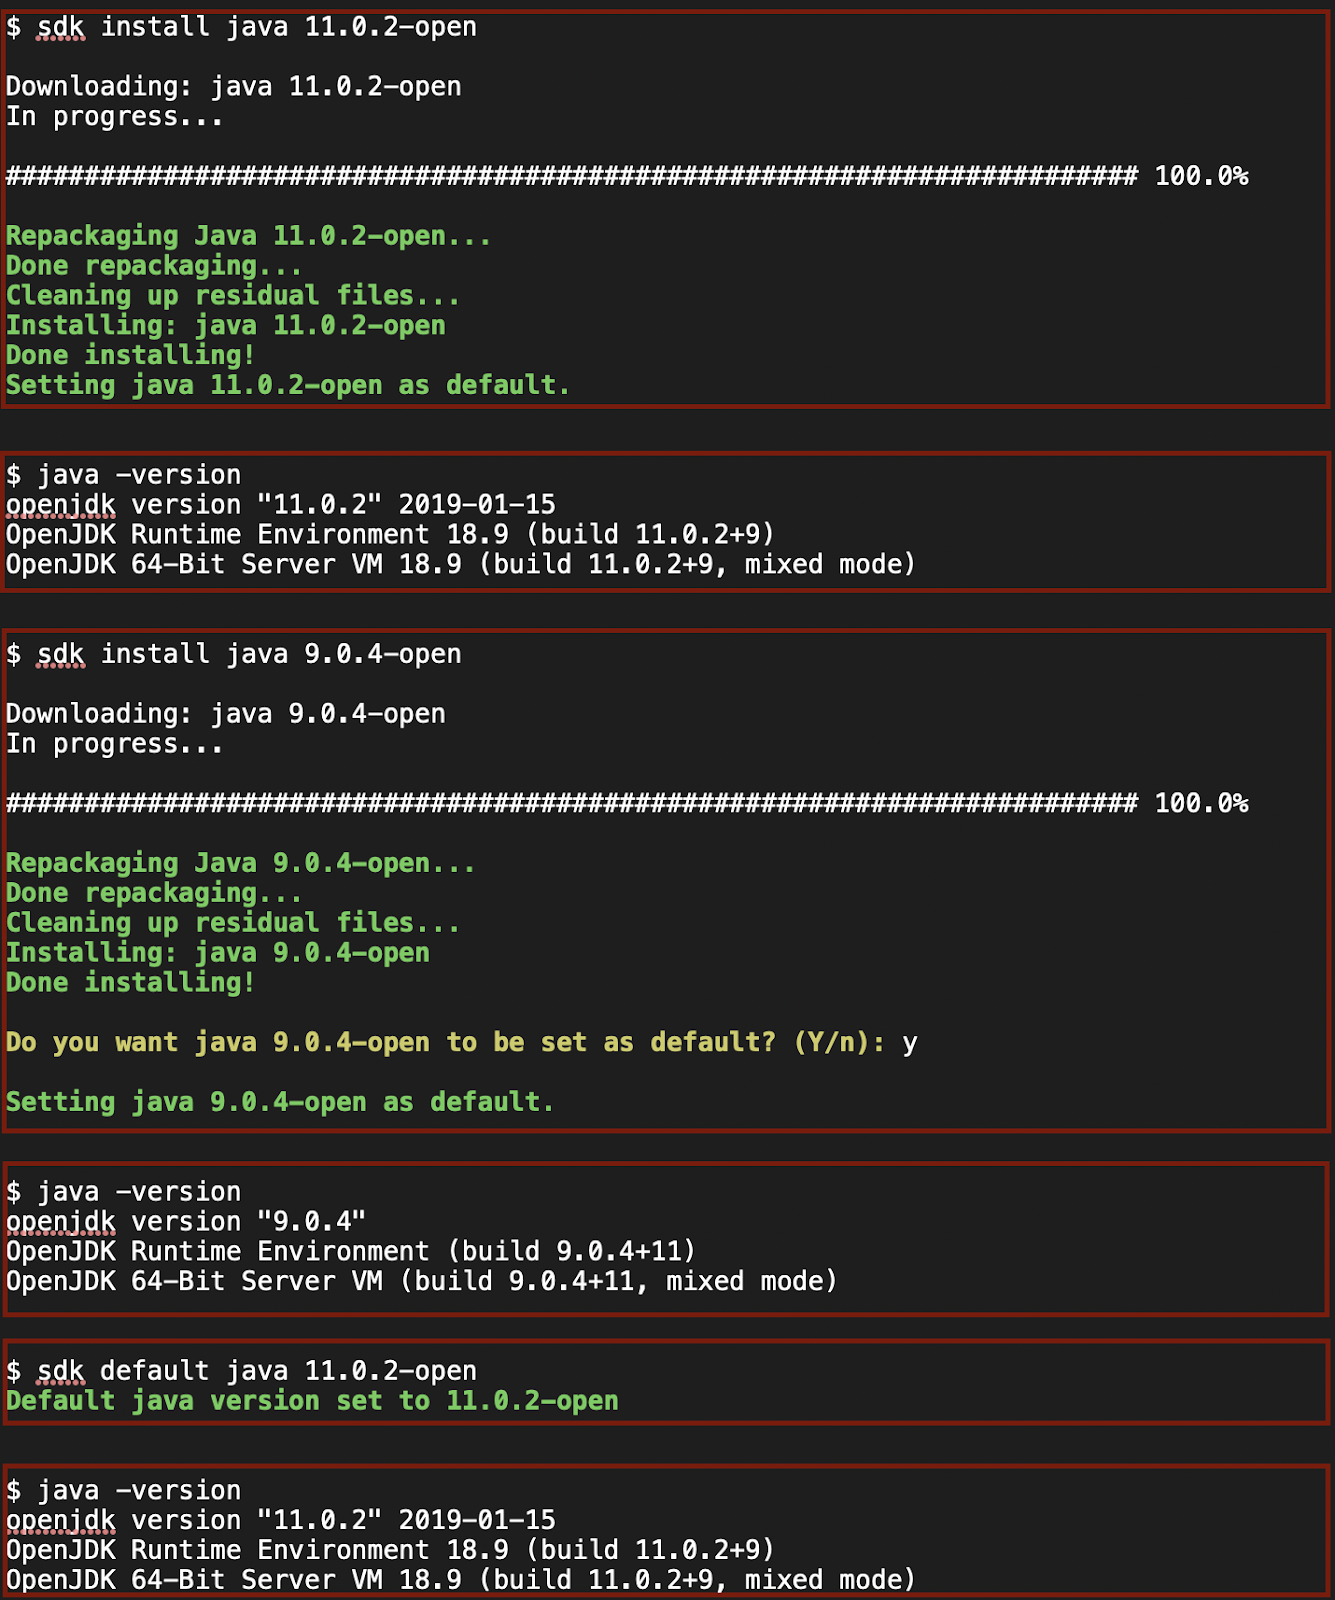 $ sdk install java 11.0.2-open
Downloading: java 11.0.2-open
In progress...
######################################################################## 100.0%
Repackaging Java 11.0.2-open...
Done repackaging...
Cleaning up residual files...
Installing: java 11.0.2-open
Done installing!
Setting java 11.0.2-open as default.
$ java -version
openjdk version "11.0.2" 2019-01-15
OpenJDK Runtime Environment 18.9 (build 11.0.2+9)
OpenJDK 64-Bit Server VM 18.9 (build 11.0.2+9, mixed mode)
$ sdk install java 9.0.4-open
Downloading: java 9.0.4-open
In progress...
######################################################################## 100.0%
Repackaging Java 9.0.4-open...
Done repackaging...
Cleaning up residual files...
Installing: java 9.0.4-open
Done installing!
Do you want java 9.0.4-open to be set as default? (Y/n): y
Setting java 9.0.4-open as default.
$ java -version
openjdk version "9.0.4"
OpenJDK Runtime Environment (build 9.0.4+11)
OpenJDK 64-Bit Server VM (build 9.0.4+11, mixed mode)
$ sdk default java 11.0.2-open
Default java version set to 11.0.2-open
$ java -version
openjdk version "11.0.2" 2019-01-15
OpenJDK Runtime Environment 18.9 (build 11.0.2+9)
OpenJDK 64-Bit Server VM 18.9 (build 11.0.2+9, mixed mode)